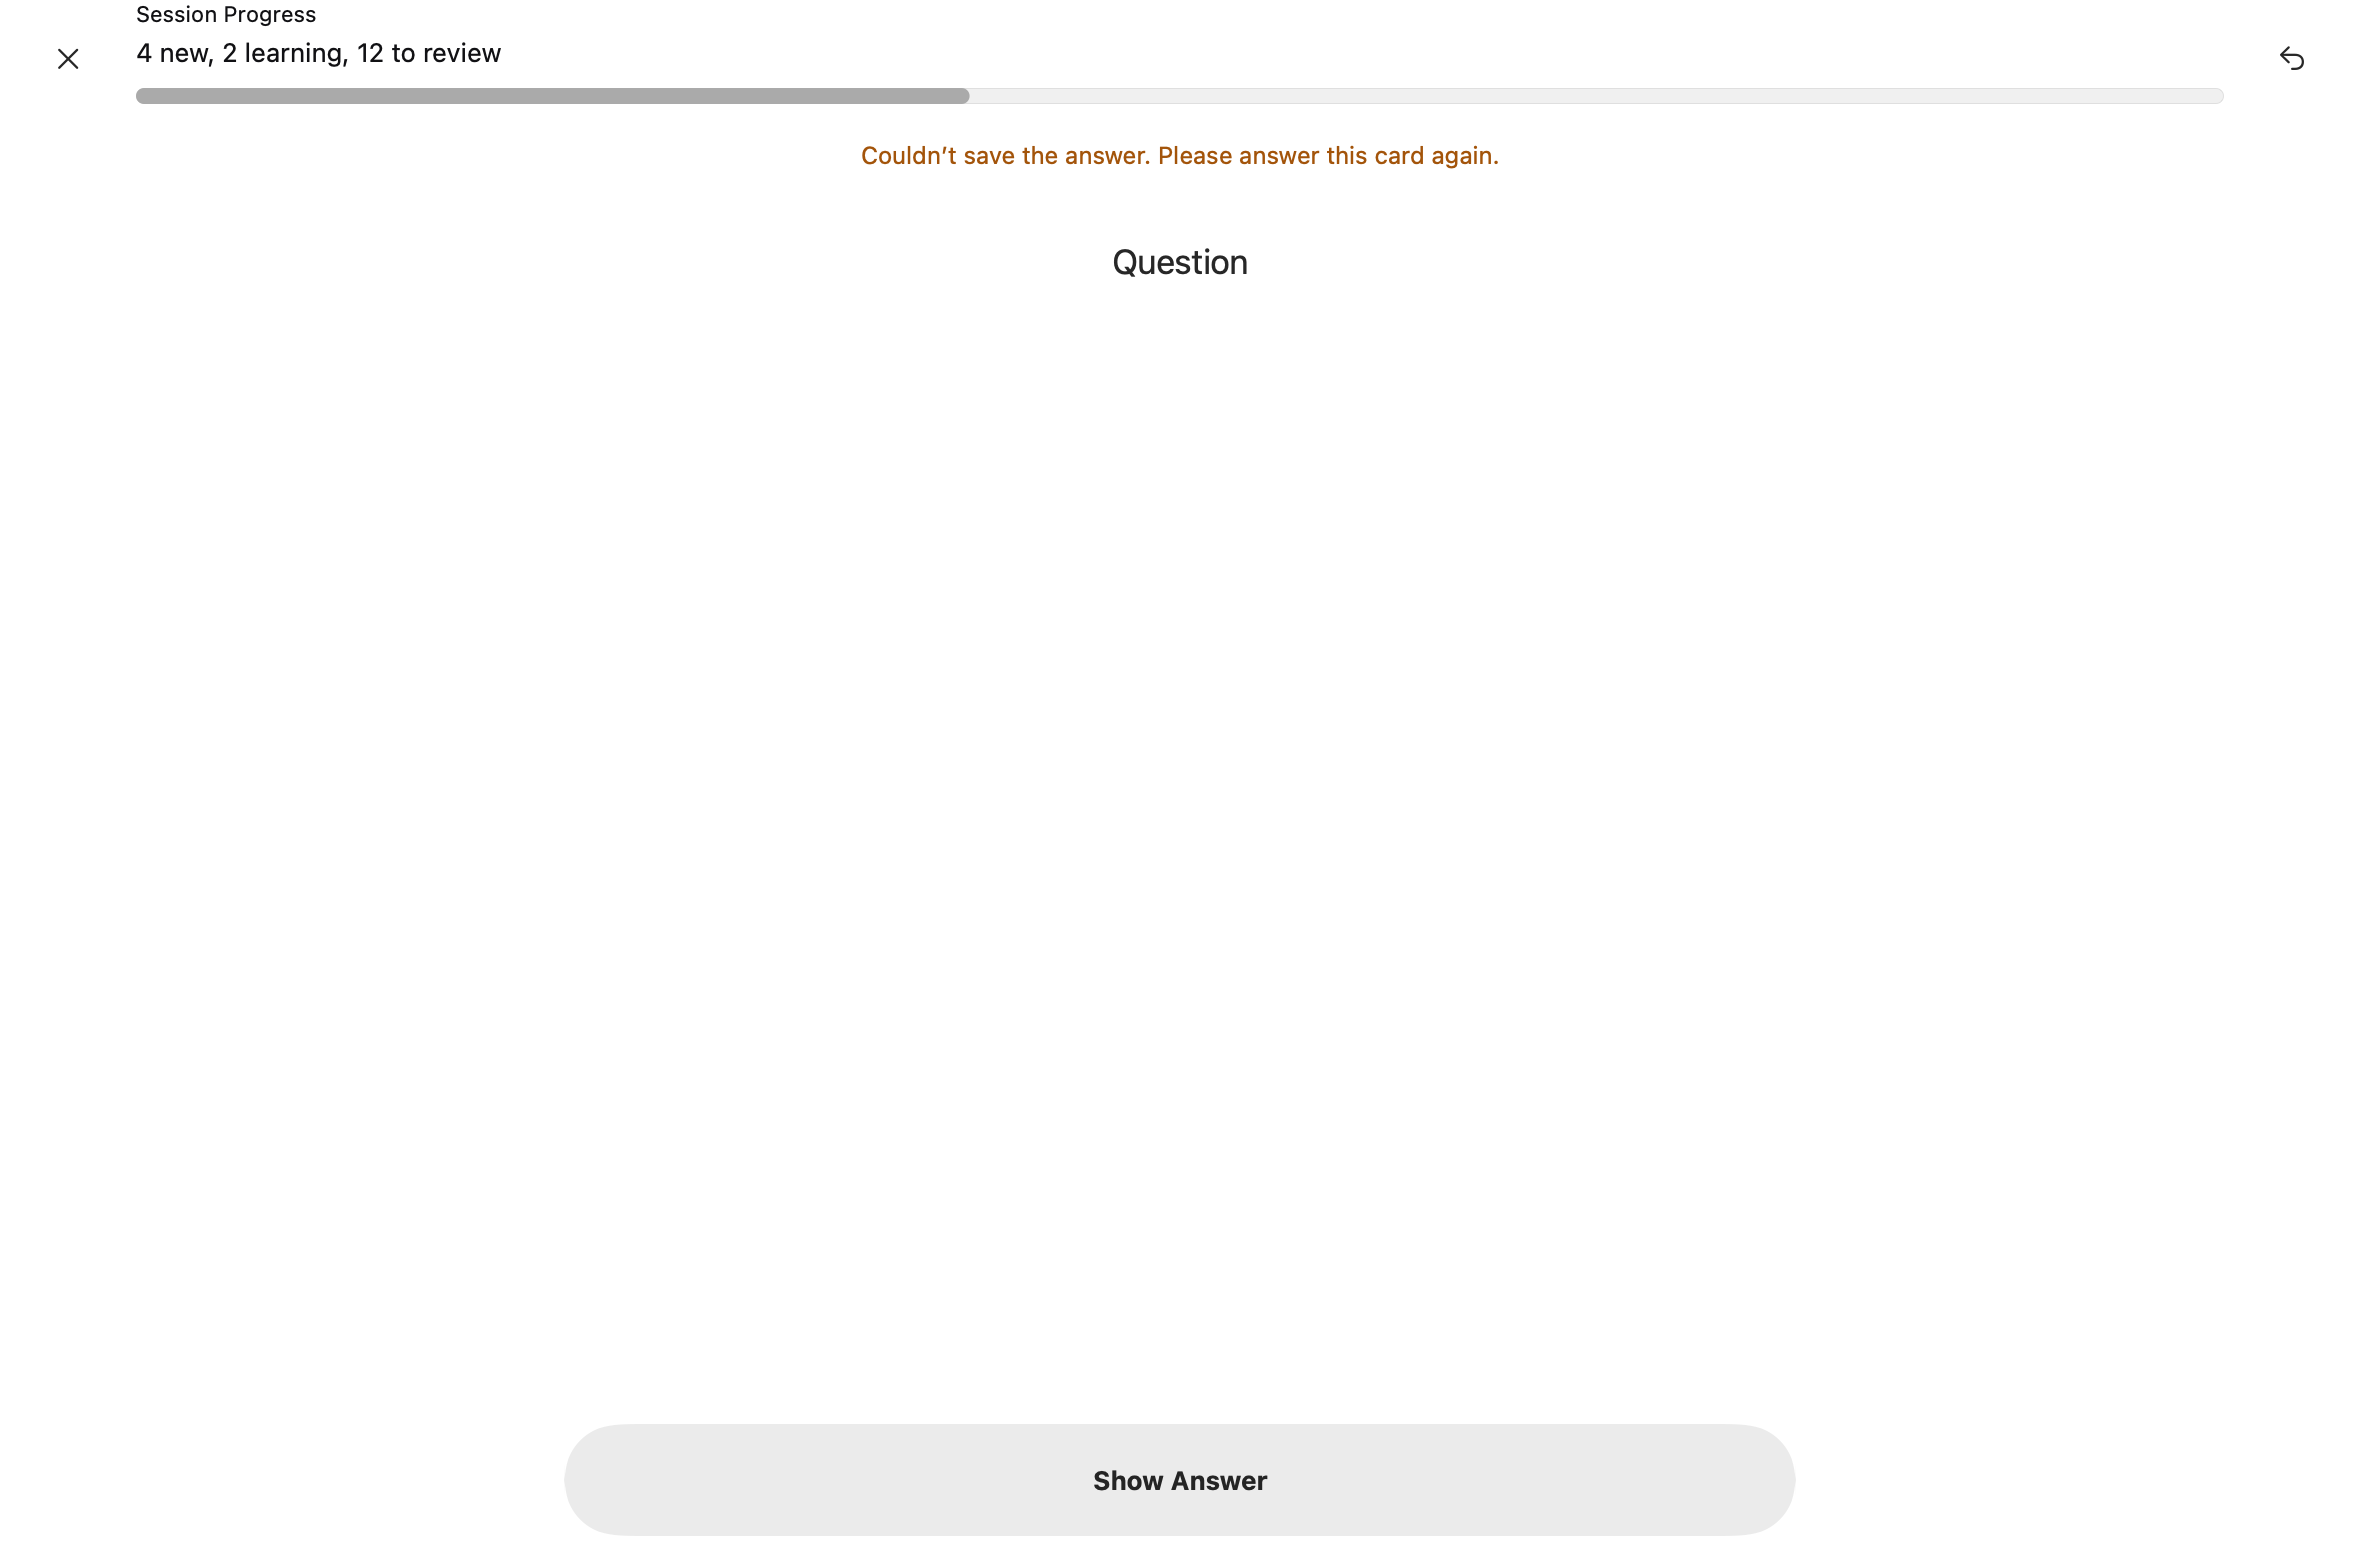 Session Progress
4 new, 2 learning, 12 to review
Couldn’t save the answer. Please answer this card again.
Question
Show Answer